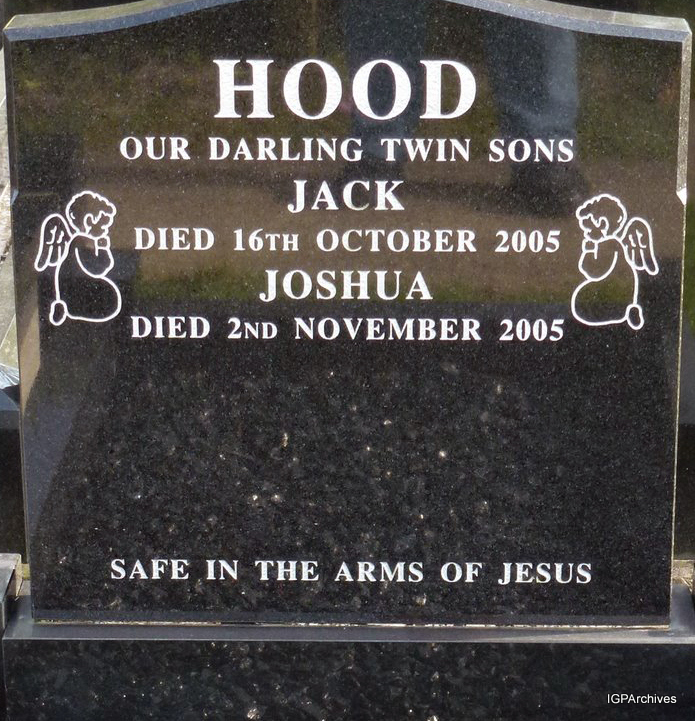 HOOD
OUR DARLING TWIN SONS
JACK
DIED 16TH OCTOBER 2005
JOSHUA
DIED 2ND NOVEMBER 2005
SAFE IN THE ARMS OF JESUS
IGPArchives